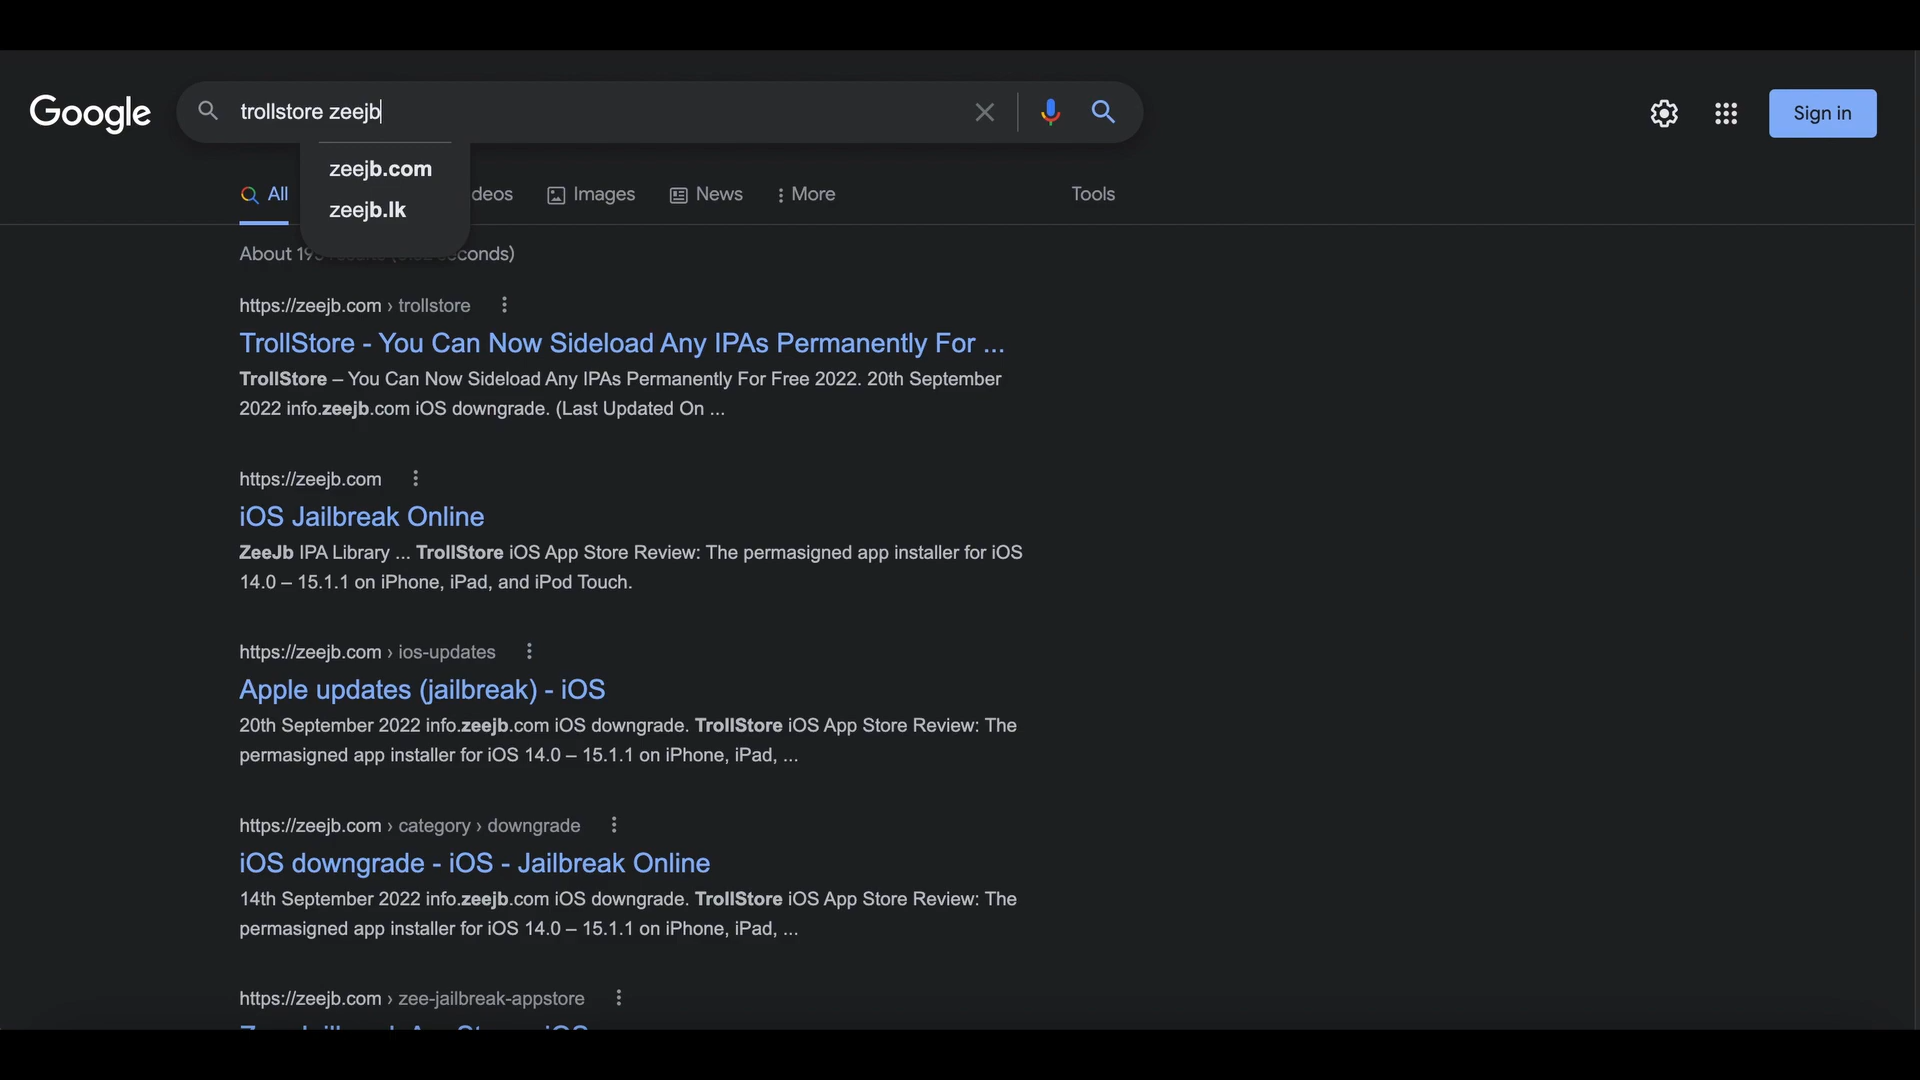 Google
trollstore zeejb
Sign in
zeejb.com
zeejb.lk
All
deos
Images
News
More
Tools
About
conds)
https://zeejb.com › trollstore
TrollStore - You Can Now Sideload Any IPAs Permanently For ...
TrollStore – You Can Now Sideload Any IPAs Permanently For Free 2022. 20th September
2022 info.zeejb.com iOS downgrade. (Last Updated On ...
https://zeejb.com
iOS Jailbreak Online
ZeeJb IPA Library ... TrollStore iOS App Store Review: The permasigned app installer for iOS
14.0 – 15.1.1 on iPhone, iPad, and iPod Touch.
https://zeejb.com › ios-updates
Apple updates (jailbreak) - iOS
20th September 2022 info.zeejb.com iOS downgrade. TrollStore iOS App Store Review: The
permasigned app installer for iOS 14.0 – 15.1.1 on iPhone, iPad, ...
https://zeejb.com › category › downgrade
iOS downgrade - iOS - Jailbreak Online
14th September 2022 info.zeejb.com iOS downgrade. TrollStore iOS App Store Review: The
permasigned app installer for iOS 14.0 – 15.1.1 on iPhone, iPad, ...
https://zeejb.com › zee-jailbreak-appstore